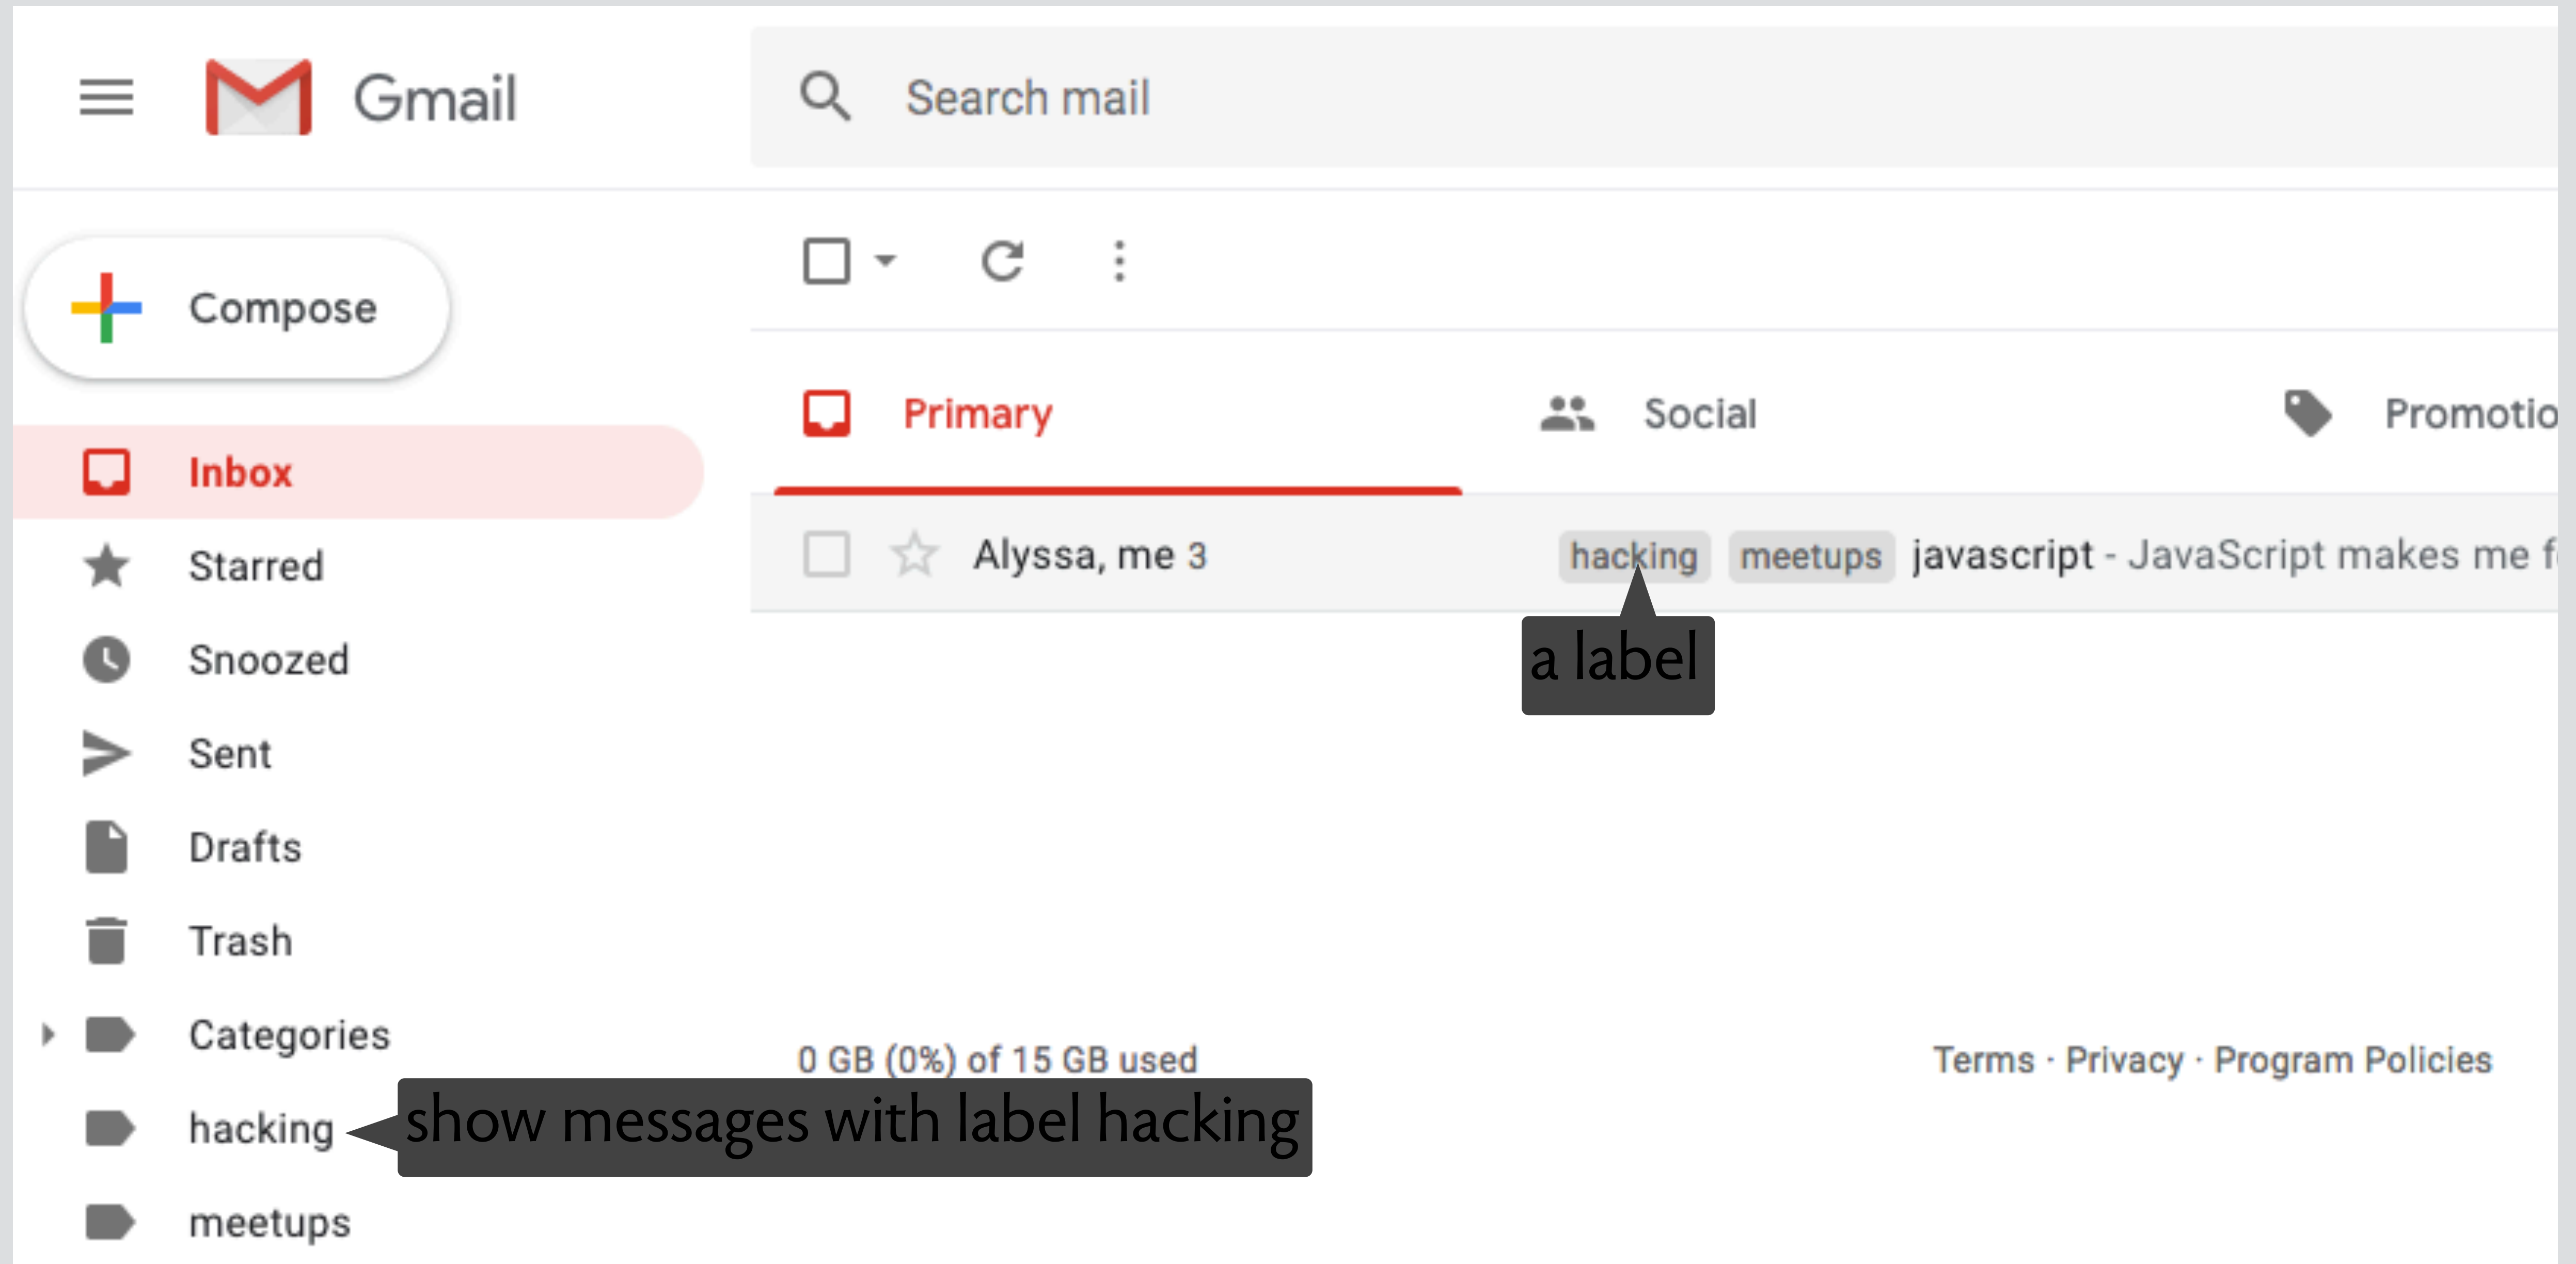 Gmail
Search mail
Compose
Primary
Social
Promotio
Inbox
Alyssa, me 3
hacking meetups javascript - JavaScript makes me f
Starred
a label
Snoozed
Sent
Drafts
Trash
Categories
0 GB (0%) of 15 GB used
Terms · Privacy · Program Policies
hacking
show messages with label hacking
meetups